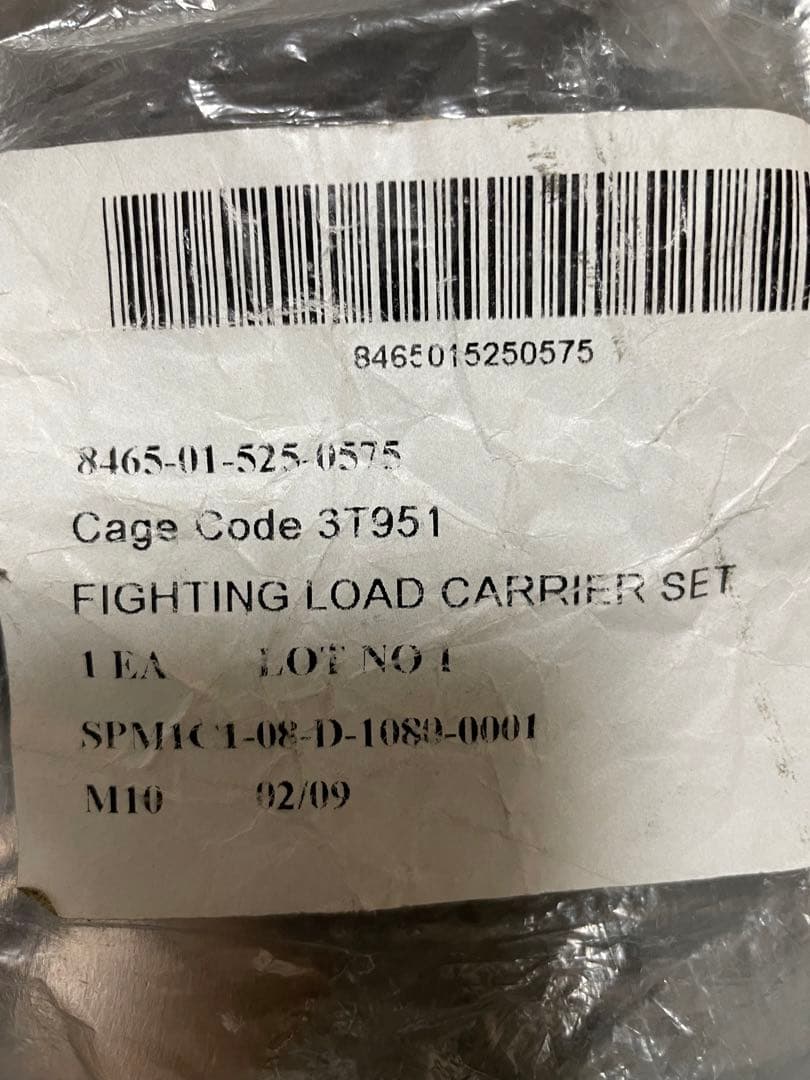 8465015250575
8465-01-525-0575
Cage Code 3T951
FIGHTING LOAD CARRIER SET
1 EA LOT NO 1
SPM1C1-08-D-1080-0001
M10 02/09